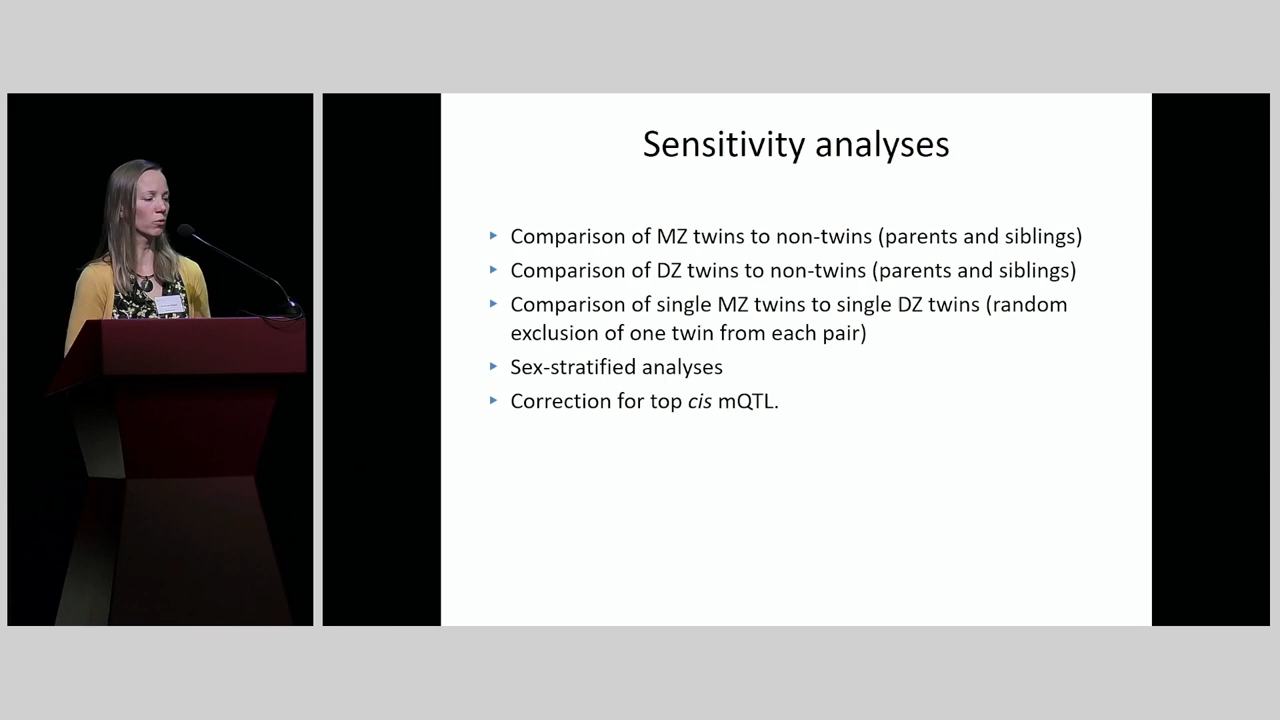 Sensitivity analyses
Comparison of MZ twins to non-twins (parents and siblings)
Comparison of DZ twins to non-twins (parents and siblings)
Comparison of single MZ twins to single DZ twins (random
exclusion of one twin from each pair)
Sex-stratified analyses
Correction for top cis mQTL.